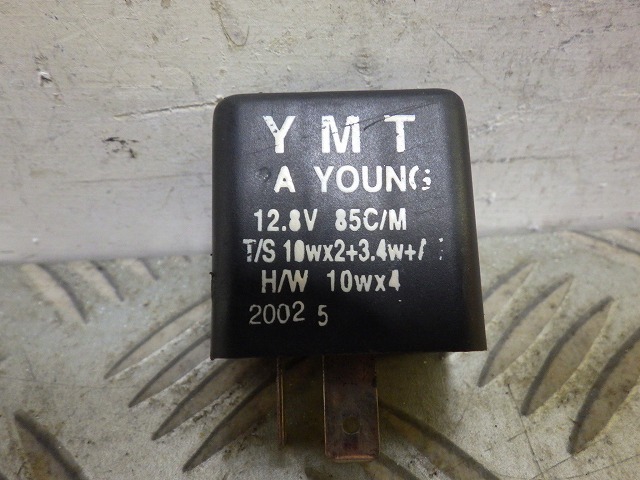 Y M T
A YOUNG
12.8V 85C/M
T/S 10wx2+3.4w+
H/W 10wx4
2002 5